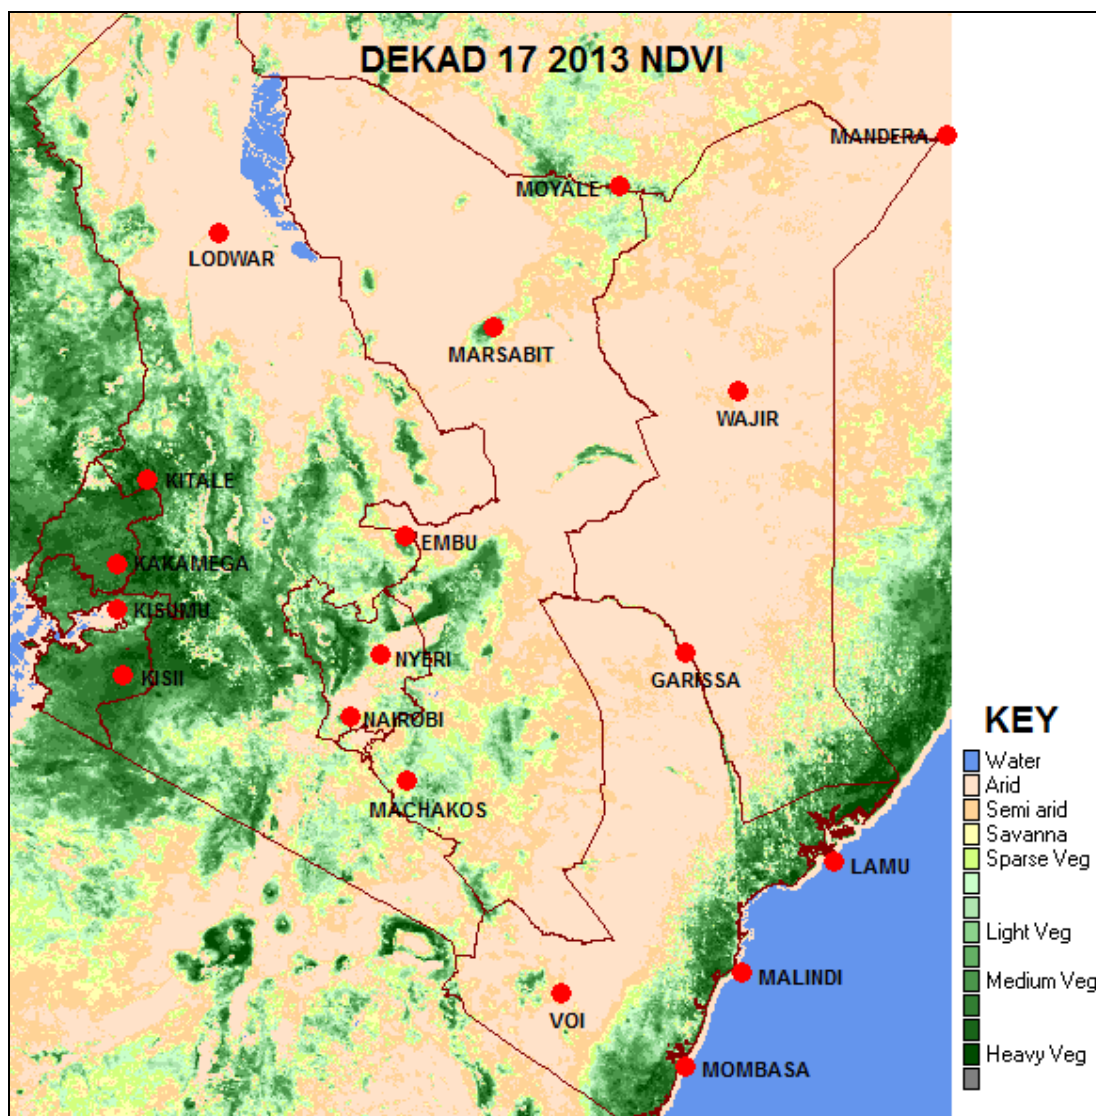 DEKAD 17 2013 NDVI
MANDERA
MOYALE
LODWAR
MARSABIT
WAJIR
KITALE
EMBU
KAKAMEGA
KISUMU
NYERI
KISII
GARISSA
NAIROBI
MACHAKOS
LAMU
MALINDI
VOI
MOMBASA
KEY
Water
Arid
Semi arid
Savanna
Sparse Veg
Light Veg
Medium Veg
Heavy Veg